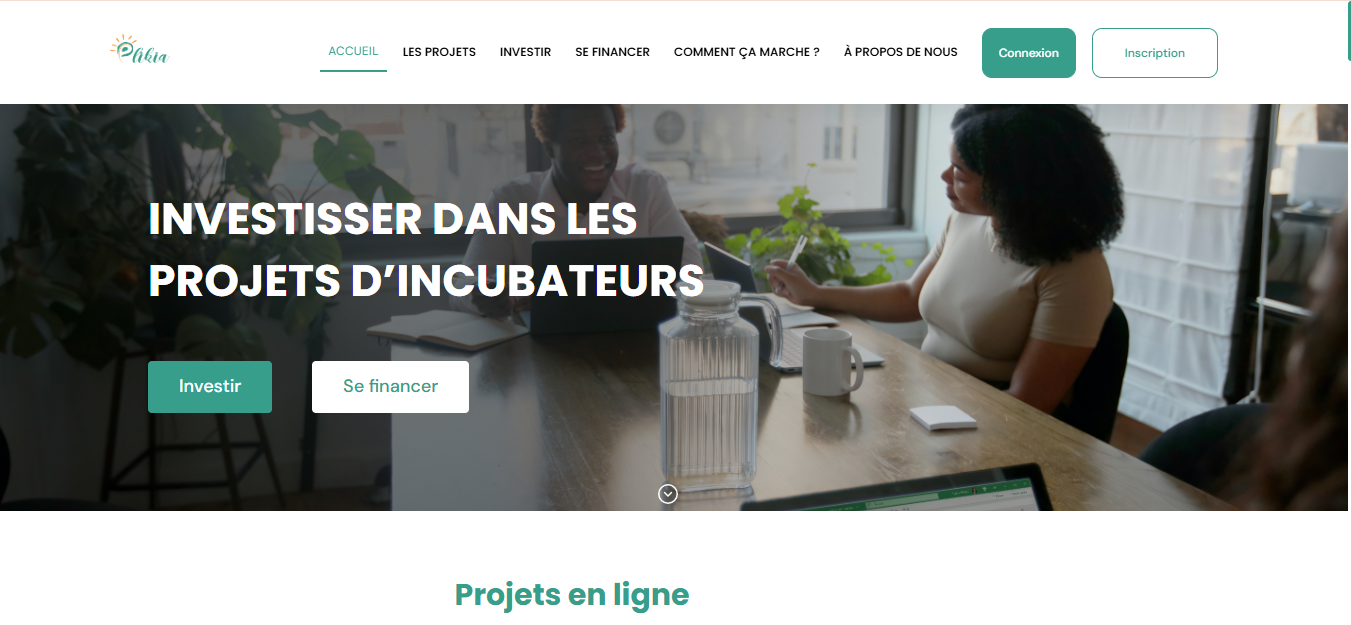 elikia
ACCUEIL
LES PROJETS
INVESTIR
SE FINANCER
COMMENT ÇA MARCHE ?
À PROPOS DE NOUS
Connexion
Inscription
INVESTISSER DANS LES
PROJETS D’INCUBATEURS
Investir
Se financer
Projets en ligne